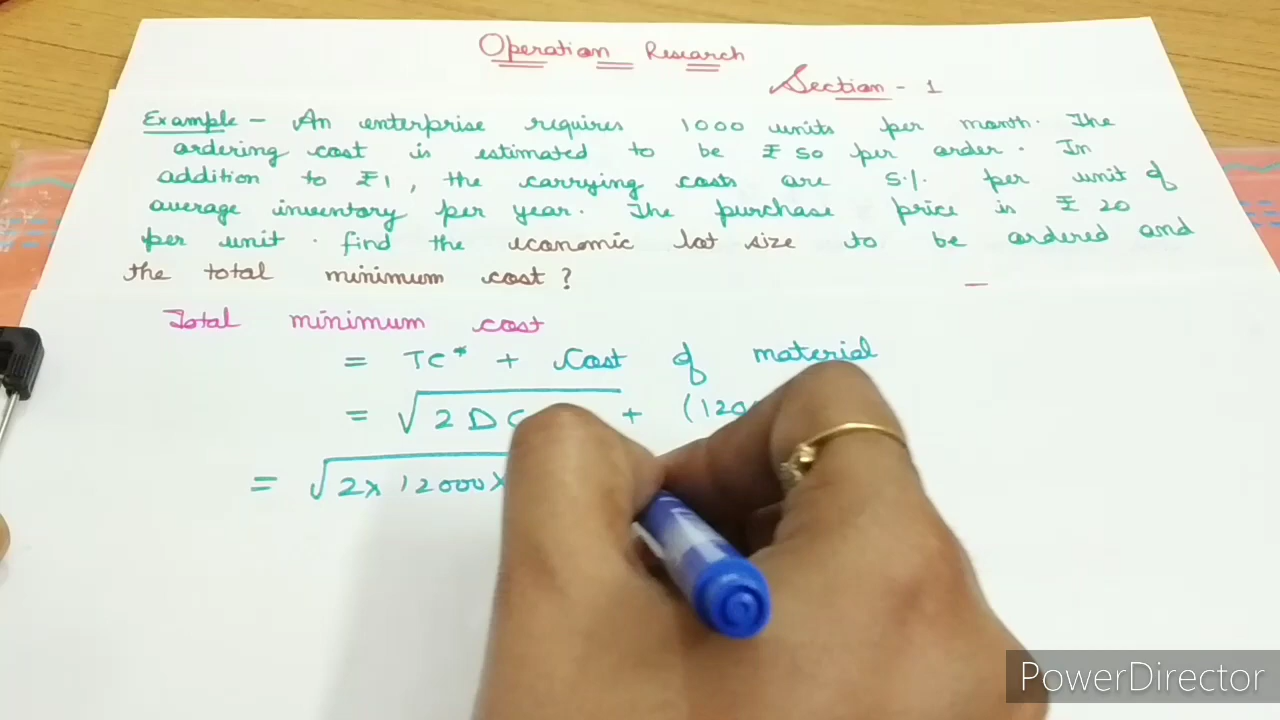 Operation Research
Section - 1
Example - An enterprise requires 1000 units per month. The
ordering cost is estimated to be ₹ 50 per order. In
addition to ₹1, the carrying costs are 5% per unit of
average inventory per year. The purchase price is ₹ 20
per unit. find the economic lot size to be ordered and
the total minimum cost?
Total minimum cost
= TC* + Cost of material
= √2DC + (120
= √2x 12000x
PowerDirector